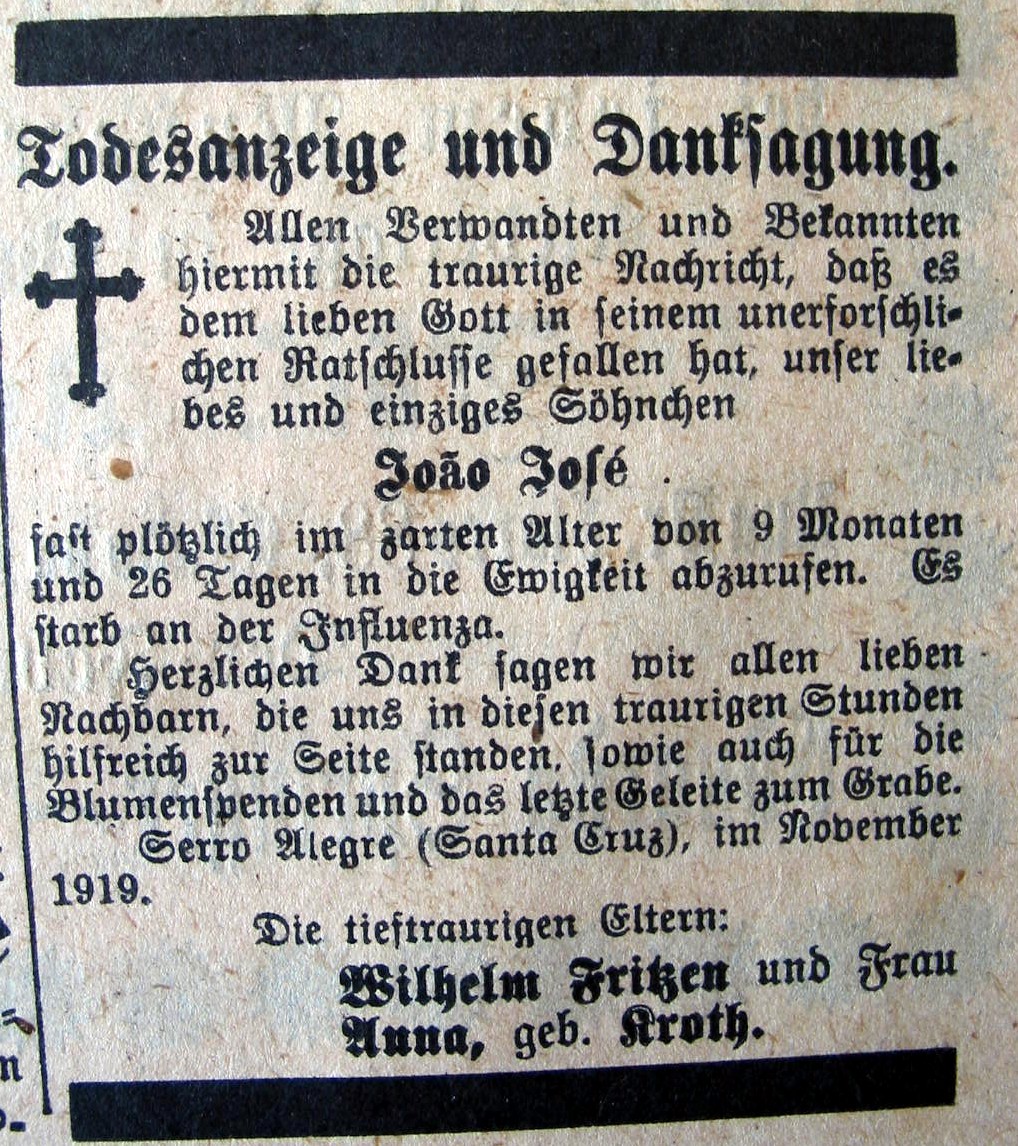 Todesanzeige und Danksagung.
Allen Verwandten und Bekannten
hiermit die traurige Nachricht, daß es
dem lieben Gott in seinem unerforschli-
chen Ratschlusse gefallen hat, unser lie-
bes und einziges Söhnchen
João José
fast plötzlich im zarten Alter von 9 Monaten
und 26 Tagen in die Ewigkeit abzurufen. Es
starb an der Influenza.
Herzlichen Dank sagen wir allen lieben
Nachbarn, die uns in diesen traurigen Stunden
hilfreich zur Seite standen, sowie auch für die
Blumenspenden und das letzte Geleite zum Grabe.
Serro Alegre (Santa Cruz), im November
1919.
Die tieftraurigen Eltern:
Wilhelm Fritzen und Frau
Anna, geb. Kroth.